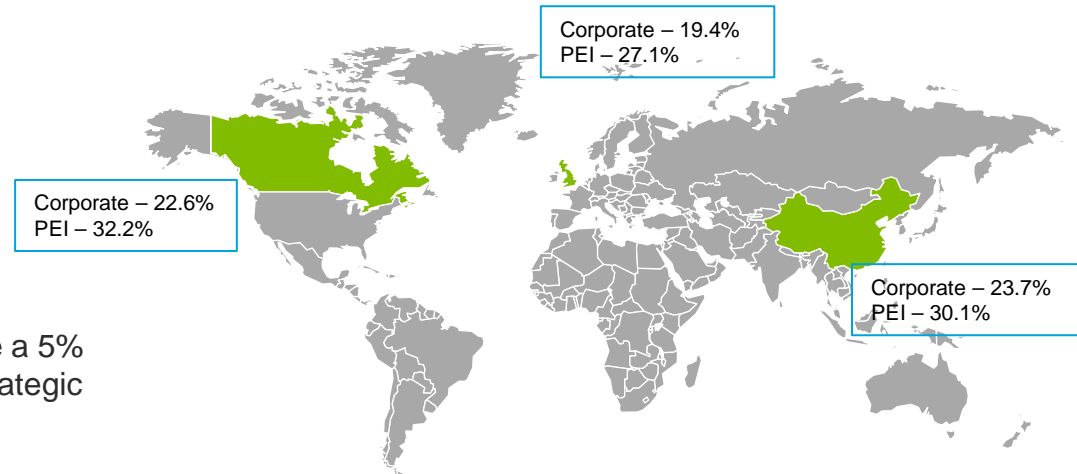 Corporate – 19.4%
PEI – 27.1%
Corporate – 22.6%
PEI – 32.2%
Corporate – 23.7%
PEI – 30.1%
a 5%
rategic